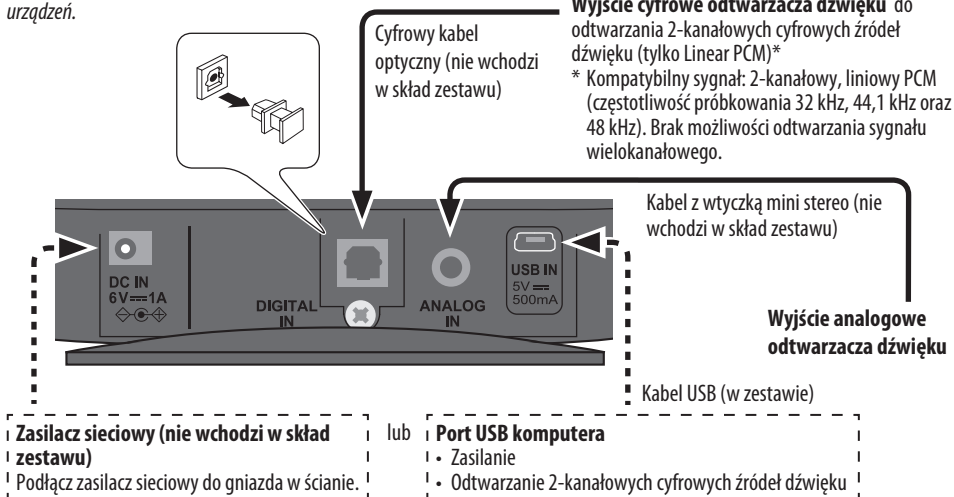 urządzeń.
Wyjście cyfrowe odtwarzacza dźwięku do
odtwarzania 2-kanałowych cyfrowych źródeł
dźwięku (tylko Linear PCM)*
* Kompatybilny sygnał: 2-kanałowy, liniowy PCM
(częstotliwość próbkowania 32 kHz, 44,1 kHz oraz
48 kHz). Brak możliwości odtwarzania sygnału
wielokanałowego.
Cyfrowy kabel
optyczny (nie wchodzi
w skład zestawu)
Kabel z wtyczką mini stereo (nie
wchodzi w skład zestawu)
DC IN
6V⎓1A
DIGITAL
IN
ANALOG
IN
USB IN
5V⎓
500mA
Wyjście analogowe
odtwarzacza dźwięku
Kabel USB (w zestawie)
Zasilacz sieciowy (nie wchodzi w skład
zestawu)
Podłącz zasilacz sieciowy do gniazda w ścianie.
lub
Port USB komputera
• Zasilanie
• Odtwarzanie 2-kanałowych cyfrowych źródeł dźwięku